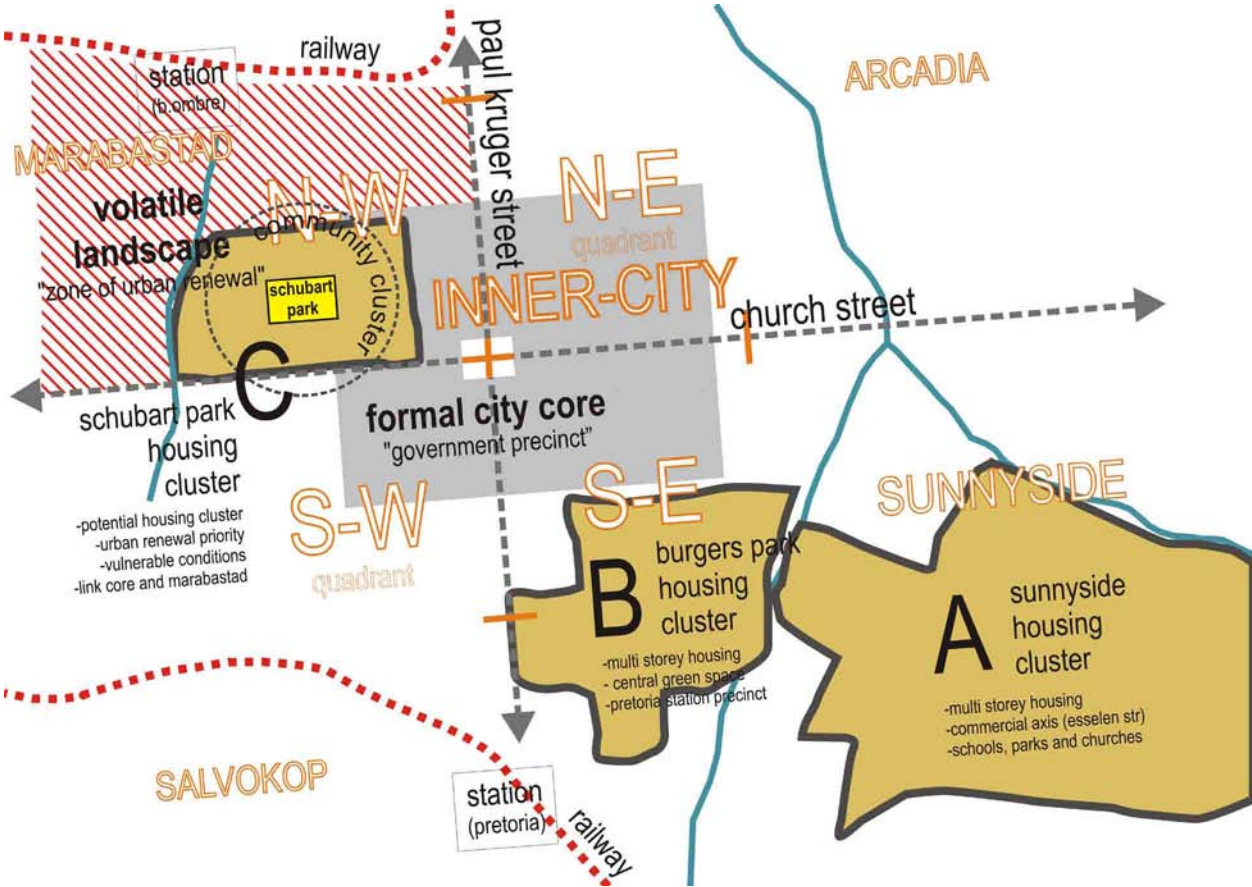 railway
station
(b.ombre)
MARABASTAD
paul kruger street
ARCADIA
N-W
N-E
quadrant
volatile
landscape
"zone of urban renewal"
community cluster
schubart
park
INNER-CITY
church street
C
schubart park
housing
cluster
-potential housing cluster
-urban renewal priority
-vulnerable conditions
-link core and marabastad
formal city core
"government precinct"
S-W
quadrant
S-E
SUNNYSIDE
B
burgers park
housing
cluster
-multi storey housing
- central green space
-pretoria station precinct
A
sunnyside
housing
cluster
-multi storey housing
-commercial axis (esselen str)
-schools, parks and churches
SALVOKOP
station
(pretoria)
railway